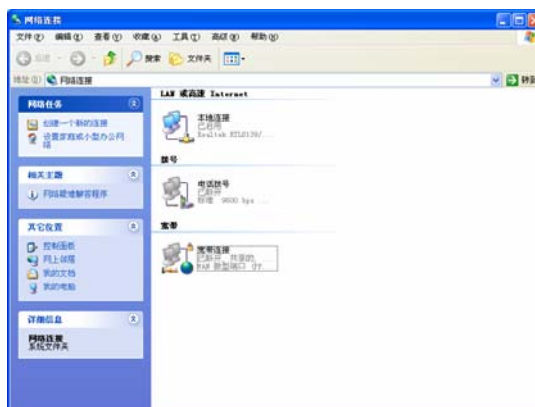 网络连接
文件(F) 编辑(E) 查看(V) 收藏(A) 工具(T) 高级(N) 帮助(H)
后退 搜索 文件夹
地址(D) 网络连接 转到
网络任务
创建一个新的连接
设置家庭或小型办公网
络
相关主题
网络疑难解答程序
其它位置
控制面板
网上邻居
我的文档
我的电脑
详细信息
网络连接
系统文件夹
LAN 或高速 Internet
本地连接
已启用
Realtek RTL8139/...
拨号
电话拨号
已断开
标准 9600 bps ...
宽带
宽带连接
已断开, 共享的
WAN 微型端口